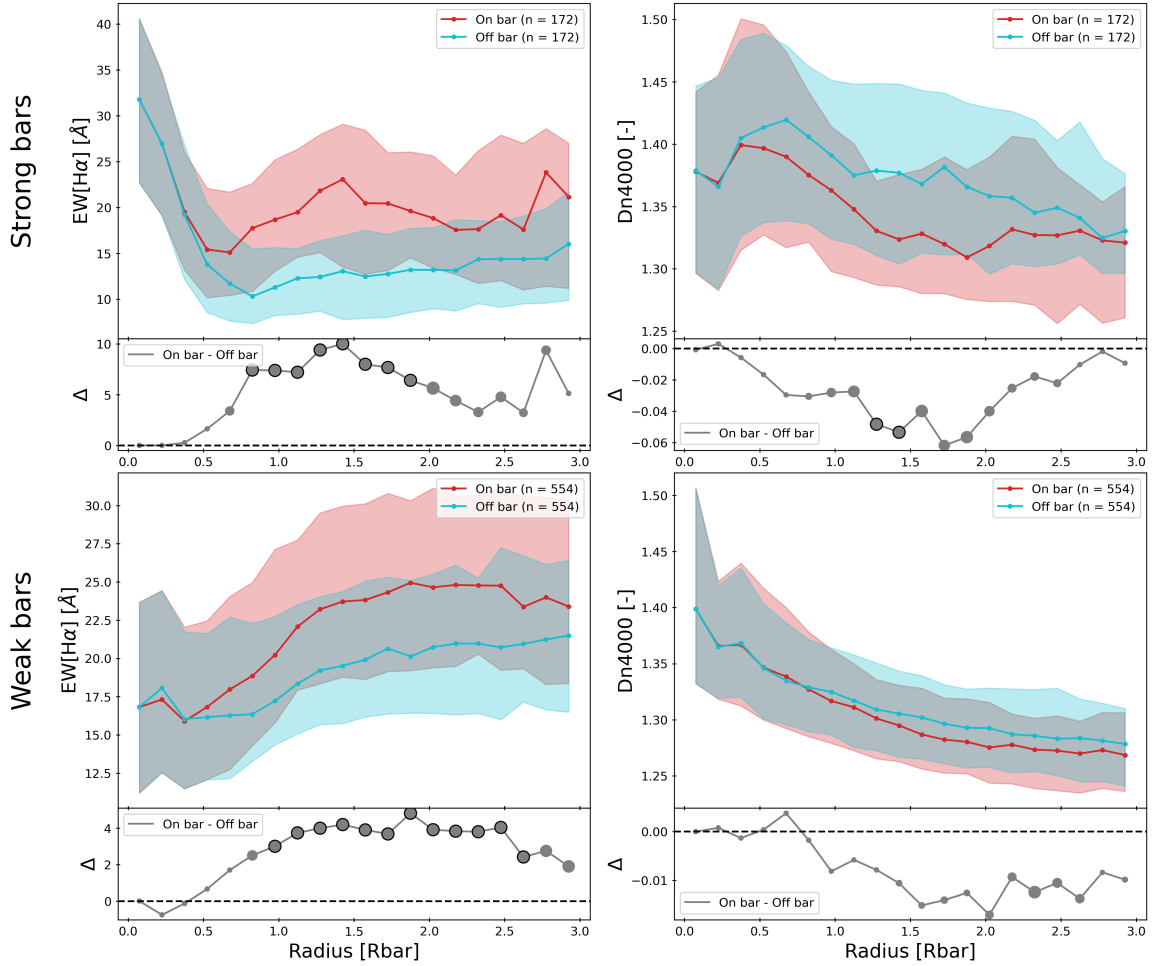 Strong bars
EW[Hα] [Å]
40
35
30
25
20
15
10
On bar (n = 172)
Off bar (n = 172)
Δ
10
5
0
On bar - Off bar
0.0 0.5 1.0 1.5 2.0 2.5 3.0
Dn4000 [-]
1.50
1.45
1.40
1.35
1.30
1.25
On bar (n = 172)
Off bar (n = 172)
Δ
0.00
−0.02
−0.04
−0.06
On bar - Off bar
0.0 0.5 1.0 1.5 2.0 2.5 3.0
Weak bars
EW[Hα] [Å]
30.0
27.5
25.0
22.5
20.0
17.5
15.0
12.5
On bar (n = 554)
Off bar (n = 554)
Δ
4
2
0
On bar - Off bar
0.0 0.5 1.0 1.5 2.0 2.5 3.0
Radius [Rbar]
Dn4000 [-]
1.50
1.45
1.40
1.35
1.30
1.25
On bar (n = 554)
Off bar (n = 554)
Δ
0.00
−0.01
On bar - Off bar
0.0 0.5 1.0 1.5 2.0 2.5 3.0
Radius [Rbar]